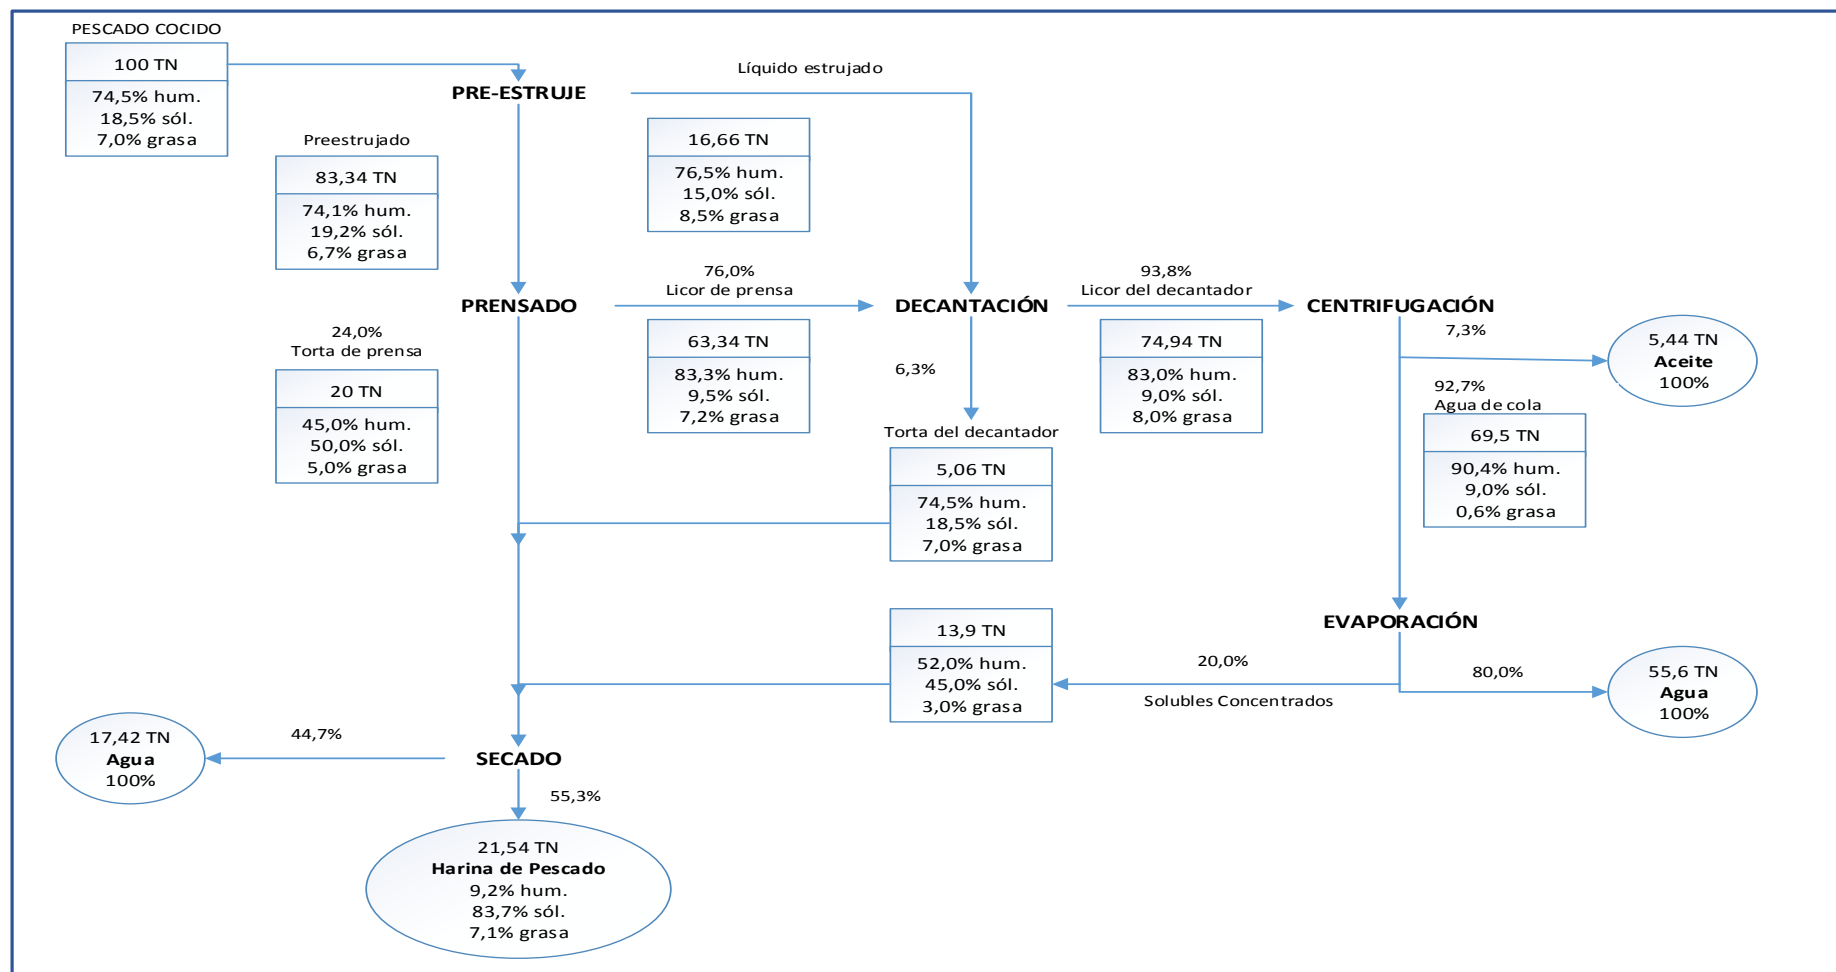 PESCADO COCIDO
100 TN
74,5% hum.
18,5% sól.
7,0% grasa
PRE-ESTRUJE
Líquido estrujado
16,66 TN
76,5% hum.
15,0% sól.
8,5% grasa
Preestrujado
83,34 TN
74,1% hum.
19,2% sól.
6,7% grasa
PRENSADO
76,0%
Licor de prensa
63,34 TN
83,3% hum.
9,5% sól.
7,2% grasa
DECANTACIÓN
93,8%
Licor del decantador
74,94 TN
83,0% hum.
9,0% sól.
8,0% grasa
CENTRIFUGACIÓN
7,3%
5,44 TN
Aceite
100%
24,0%
Torta de prensa
20 TN
45,0% hum.
50,0% sól.
5,0% grasa
6,3%
Torta del decantador
5,06 TN
74,5% hum.
18,5% sól.
7,0% grasa
92,7%
Agua de cola
69,5 TN
90,4% hum.
9,0% sól.
0,6% grasa
EVAPORACIÓN
80,0%
55,6 TN
Agua
100%
20,0%
Solubles Concentrados
13,9 TN
52,0% hum.
45,0% sól.
3,0% grasa
SECADO
44,7%
17,42 TN
Agua
100%
55,3%
21,54 TN
Harina de Pescado
9,2% hum.
83,7% sól.
7,1% grasa